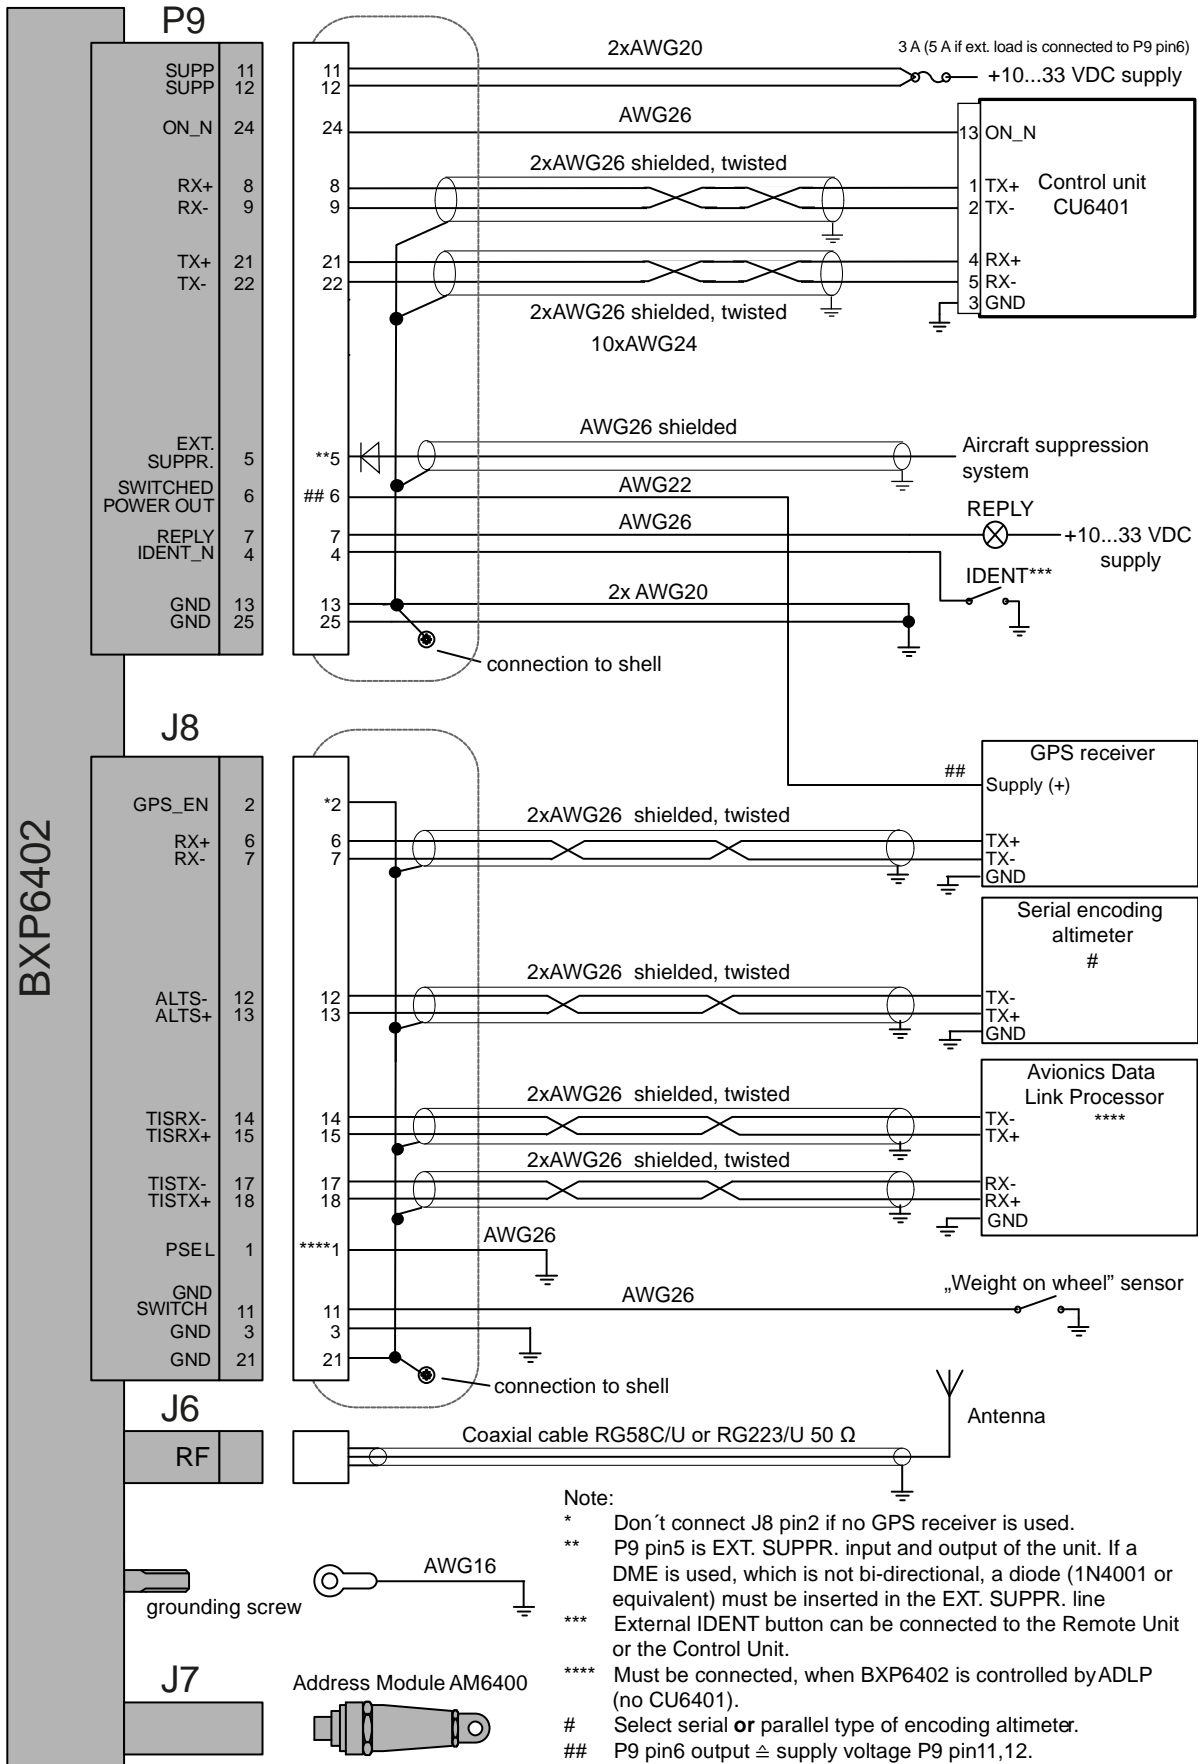 P9
2xAWG20
3 A (5 A if ext. load is connected to P9 pin6)
SUPP 11 11
SUPP 12 12
+10...33 VDC supply
AWG26
ON_N 24 24
13 ON_N
2xAWG26 shielded, twisted
RX+ 8 8
1 TX+
Control unit
RX- 9 9
2 TX-
CU6401
TX+ 21 21
4 RX+
TX- 22 22
5 RX-
3 GND
2xAWG26 shielded, twisted
10xAWG24
AWG26 shielded
EXT.
SUPPR. 5 **5
Aircraft suppression
system
SWITCHED
POWER OUT 6 ## 6
AWG22
REPLY
AWG26
REPLY 7 7
+10...33 VDC
supply
IDENT_N 4 4
IDENT***
2x AWG20
GND 13 13
GND 25 25
connection to shell
J8
GPS receiver
##
Supply (+)
GPS_EN 2 *2
2xAWG26 shielded, twisted
RX+ 6 6
TX+
RX- 7 7
TX-
GND
BXP6402
Serial encoding
altimeter
#
2xAWG26 shielded, twisted
ALTS- 12 12
TX-
ALTS+ 13 13
TX+
GND
Avionics Data
Link Processor
****
2xAWG26 shielded, twisted
TISRX- 14 14
TX-
TISRX+ 15 15
TX+
2xAWG26 shielded, twisted
TISTX- 17 17
RX-
TISTX+ 18 18
RX+
GND
AWG26
PSEL 1 ****1
GND
SWITCH 11 11
AWG26
„Weight on wheel” sensor
GND 3 3
GND 21 21
connection to shell
J6
Antenna
RF
Coaxial cable RG58C/U or RG223/U 50 Ω
grounding screw
AWG16
J7
Address Module AM6400
Note:
* Don´t connect J8 pin2 if no GPS receiver is used.
** P9 pin5 is EXT. SUPPR. input and output of the unit. If a
DME is used, which is not bi-directional, a diode (1N4001 or
equivalent) must be inserted in the EXT. SUPPR. line
*** External IDENT button can be connected to the Remote Unit
or the Control Unit.
**** Must be connected, when BXP6402 is controlled by ADLP
(no CU6401).
# Select serial or parallel type of encoding altimeter.
## P9 pin6 output ≙ supply voltage P9 pin11,12.